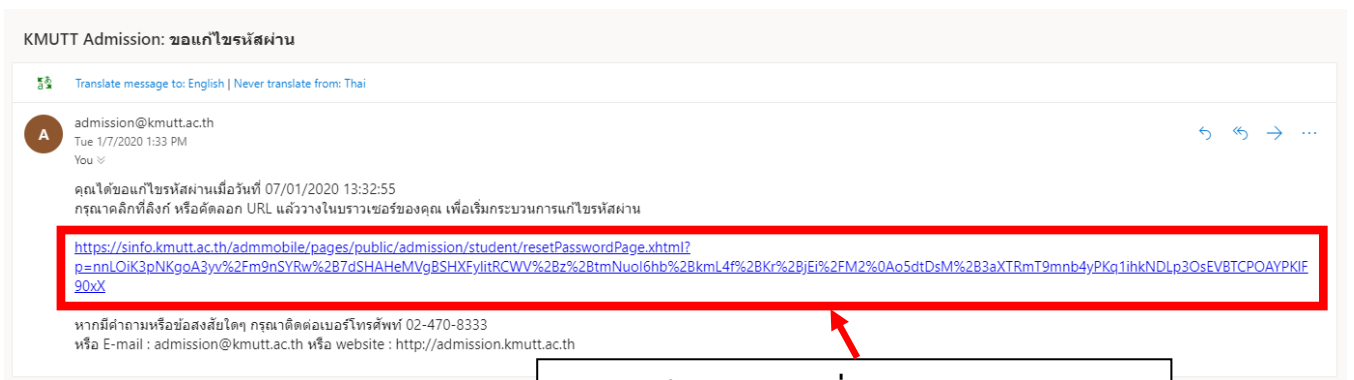 KMUTT Admission: ขอแก้ไขรหัสผ่าน
Translate message to: English | Never translate from: Thai
A
admission@kmutt.ac.th
Tue 1/7/2020 1:33 PM
You
คุณได้ขอแก้ไขรหัสผ่านเมื่อวันที่ 07/01/2020 13:32:55
กรุณาคลิกที่ลิงก์ หรือคัดลอก URL แล้ววางในบราวเซอร์ของคุณ เพื่อเริ่มกระบวนการแก้ไขรหัสผ่าน
https://sinfo.kmutt.ac.th/admmobile/pages/public/admission/student/resetPasswordPage.xhtml?
p=nnLOiK3pNKgoA3yv%2Fm9nSYRw%2B7dSHAHeMVgBSHXFylitRCWV%2Bz%2BtmNuol6hb%2BkmL4f%2BKr%2BjEi%2FM2%0Ao5dtDsM%2B3aXTRmT9mnb4yPKq1ihkNDLp3OsEVBTCPOAYPKIF
90xX
หากมีคำถามหรือข้อสงสัยใดๆ กรุณาติดต่อเบอร์โทรศัพท์ 02-470-8333
หรือ E-mail : admission@kmutt.ac.th หรือ website : http://admission.kmutt.ac.th